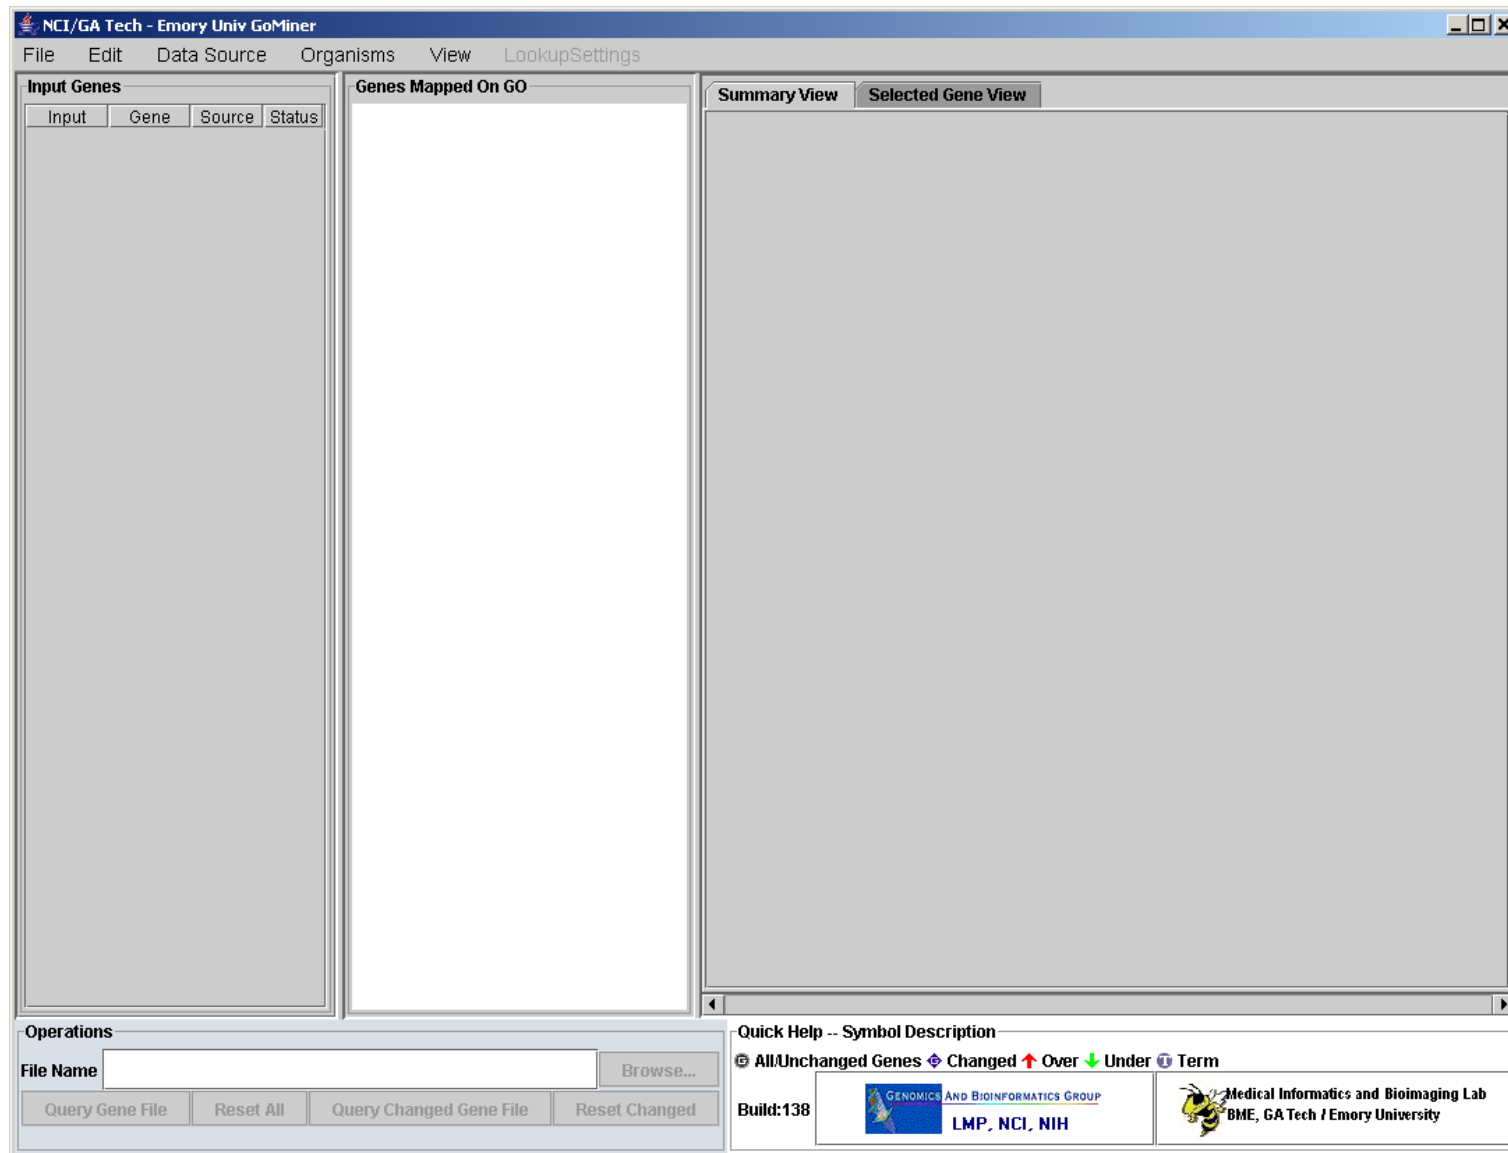 NCI/GA Tech - Emory Univ GoMiner
File Edit Data Source Organisms View LookupSettings
Input Genes
Input Gene Source Status
Genes Mapped On GO
Summary View Selected Gene View
Operations
File Name Browse...
Query Gene File Reset All Query Changed Gene File Reset Changed
Quick Help -- Symbol Description
G All/Unchanged Genes G Changed Over Under T Term
Build:138
GENOMICS AND BIOINFORMATICS GROUP
LMP, NCI, NIH
Medical Informatics and Bioimaging Lab
BME, GA Tech / Emory University